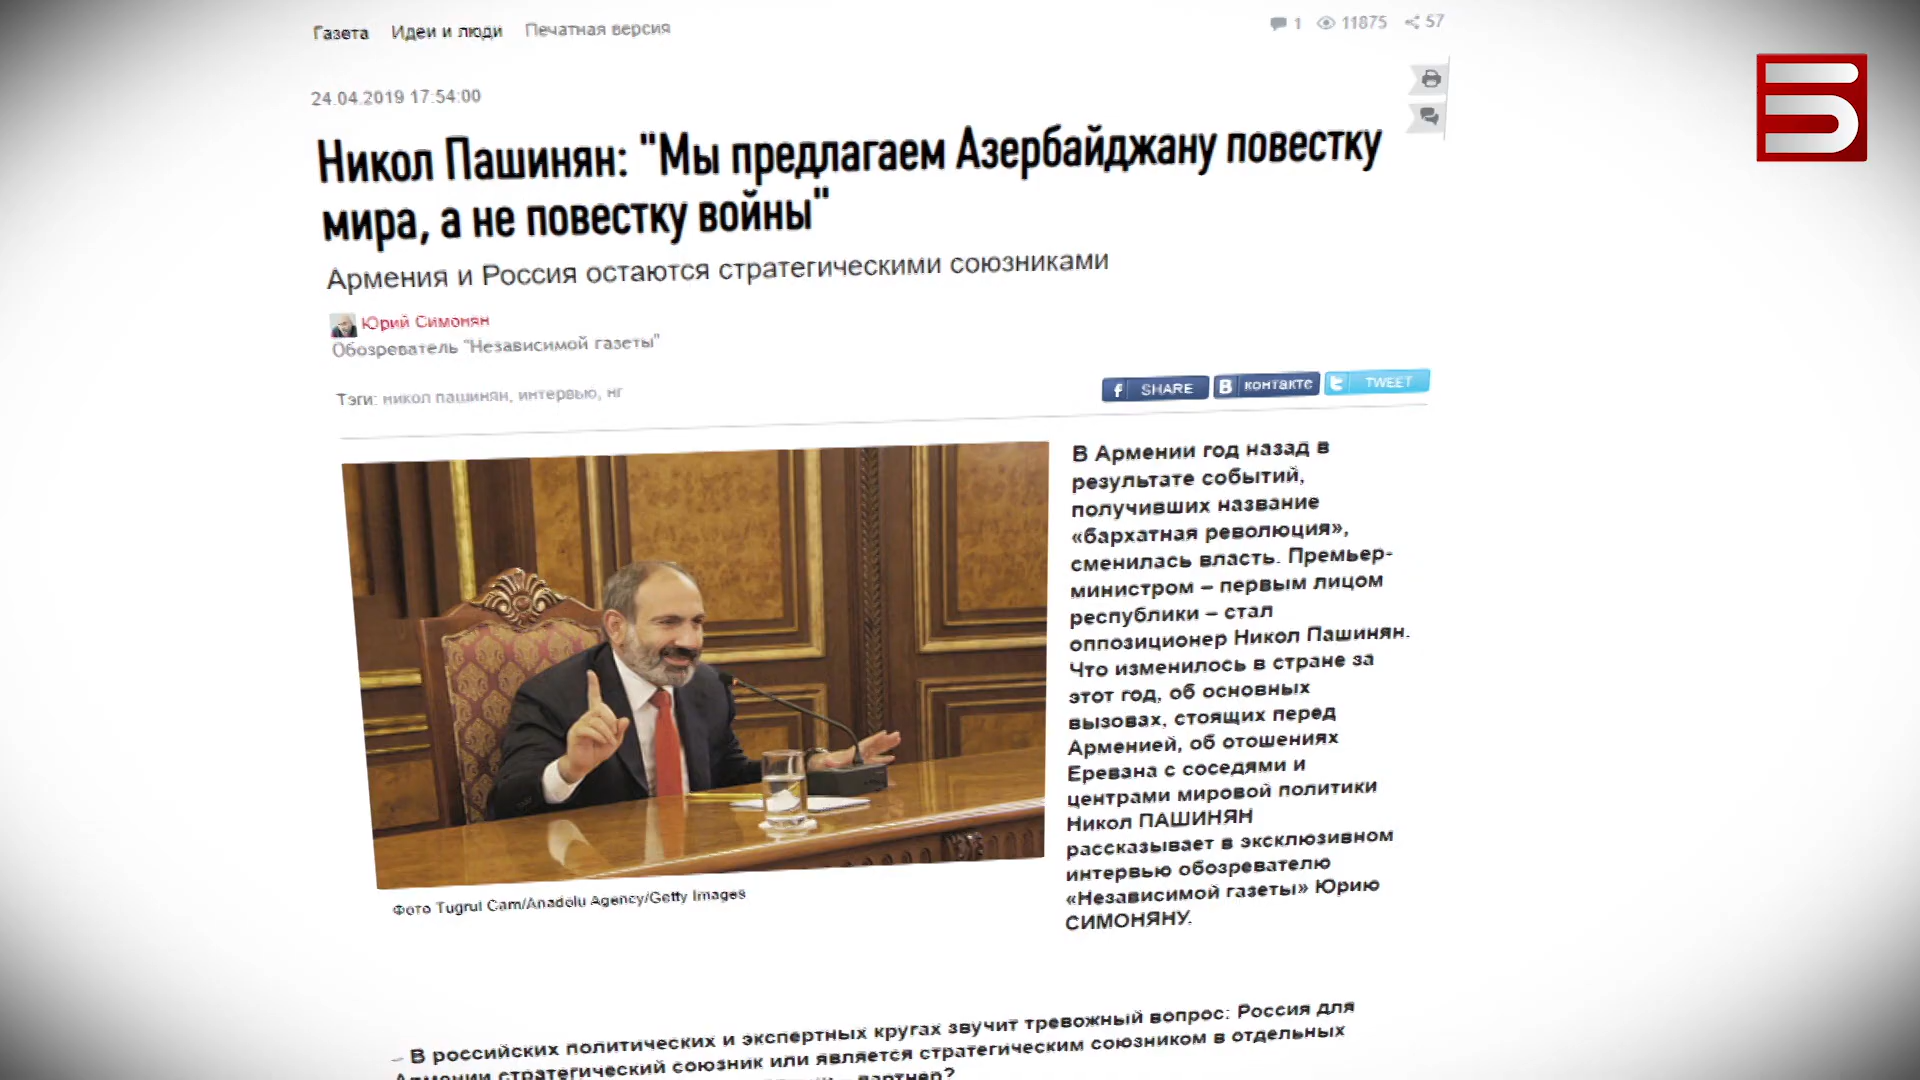 Газета Идеи и люди Печатная версия
1 11875 57
24.04.2019 17:54:00
Никол Пашинян: "Мы предлагаем Азербайджану повестку
мира, а не повестку войны"
Армения и Россия остаются стратегическими союзниками
Юрий Симонян
Обозреватель "Независимой газеты"
Тэги: никол пашинян, интервью, нг
f SHARE В контакте t TWEET
В Армении год назад в
результате событий,
получивших название
«бархатная революция»,
сменилась власть. Премьер-
министром – первым лицом
республики – стал
оппозиционер Никол Пашинян.
Что изменилось в стране за
этот год, об основных
вызовах, стоящих перед
Арменией, об отошениях
Еревана с соседями и
центрами мировой политики
Никол ПАШИНЯН
рассказывает в эксклюзивном
интервью обозревателю
«Независимой газеты» Юрию
СИМОНЯНУ.
Фото Tugrul Cam/Anadolu Agency/Getty Images
– В российских политических и экспертных кругах звучит тревожный вопрос: Россия для
Армении стратегический союзник или является стратегическим союзником в отдельных
партнер?